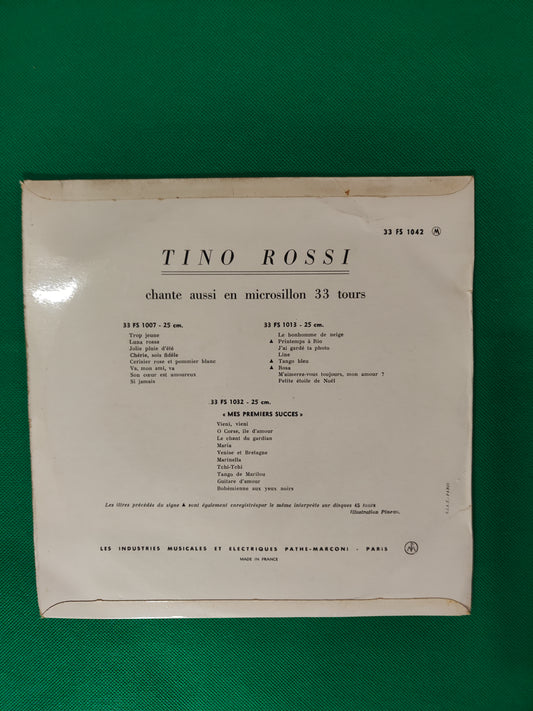 33 FS 1042 M
TINO ROSSI
chante aussi en microsillon 33 tours
33 FS 1007 - 25 cm.
Trop jeune
Luna rossa
Jolie pluie d'été
Chérie, sois fidèle
Cerisier rose et pommier blanc
Va, mon ami, va
Son cœur est amoureux
Si jamais
33 FS 1013 - 25 cm.
Le bonhomme de neige
▲ Printemps à Rio
J'ai gardé ta photo
Line
▲ Tango bleu
▲ Rosa
M'aimerez-vous toujours, mon amour ?
Petite étoile de Noël
33 FS 1032 - 25 cm.
« MES PREMIERS SUCCES »
Vieni, vieni
O Corse, île d'amour
Le chant du gardian
Maria
Venise et Bretagne
Marinella
Tchi-Tchi
Tango de Marilou
Guitare d'amour
Bohémienne aux yeux noirs
Les titres précédés du signe ▲ sont également enregistréspar le même interprète sur disques 45 tours
Illustration Pinens.
LES INDUSTRIES MUSICALES ET ELECTRIQUES PATHE-MARCONI - PARIS
MADE IN FRANCE